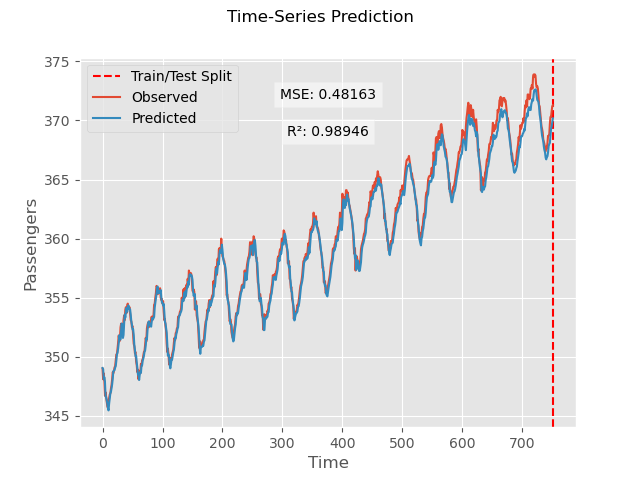 Time-Series Prediction
375
370
365
360
355
350
345
Passengers
Train/Test Split
Observed
Predicted
MSE: 0.48163
R²: 0.98946
0 100 200 300 400 500 600 700
Time